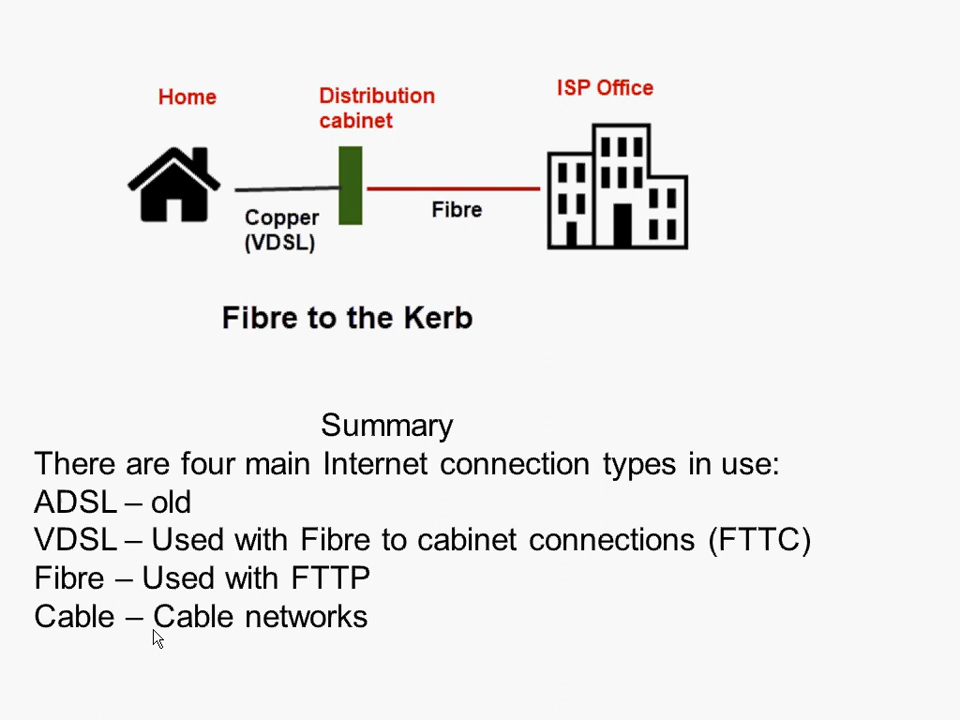 Home
Distribution
cabinet
ISP Office
Copper
(VDSL)
Fibre
Fibre to the Kerb
Summary
There are four main Internet connection types in use:
ADSL – old
VDSL – Used with Fibre to cabinet connections (FTTC)
Fibre – Used with FTTP
Cable – Cable networks